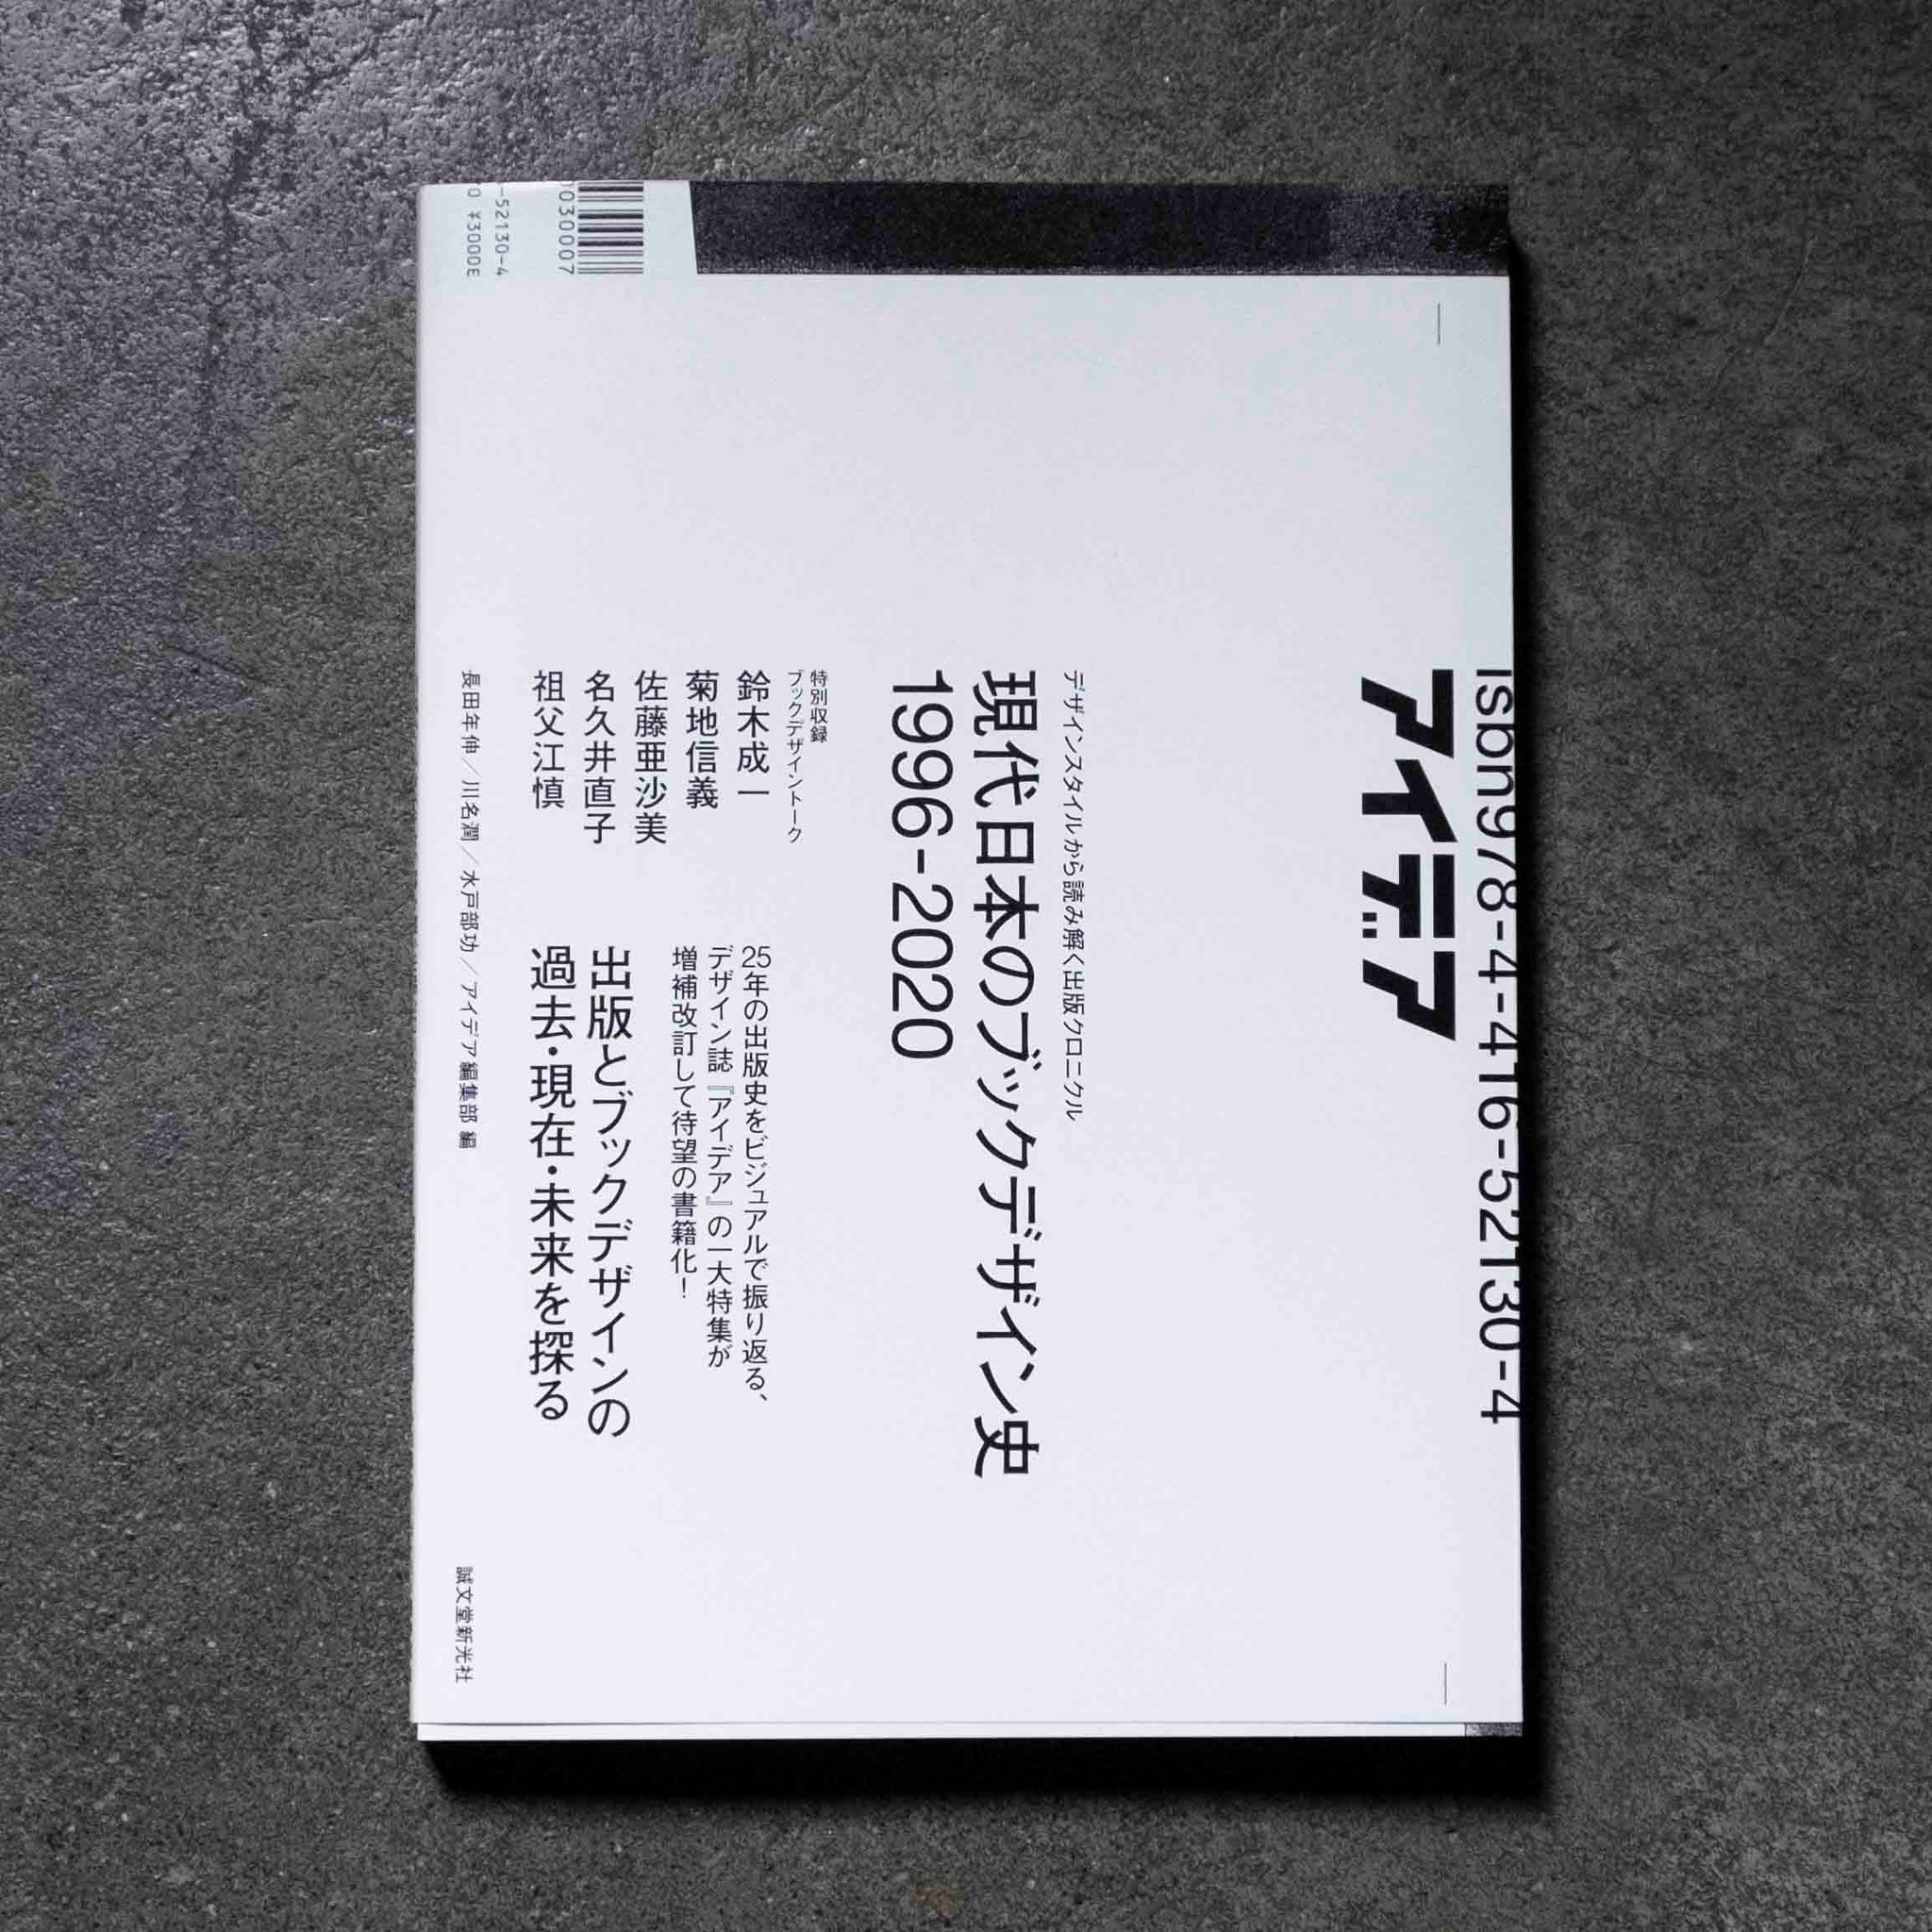 isbn978-4-416-52130-4
アイデア
デザインスタイルから読み解く出版クロニクル
現代日本のブックデザイン史
1996-2020
特別収録
ブックデザイントーク
鈴木成一
菊地信義
佐藤亜沙美
名久井直子
祖父江慎
25年の出版史をビジュアルで振り返る、
デザイン誌『アイデア』の一大特集が
増補改訂して待望の書籍化！
出版とブックデザインの
過去・現在・未来を探る
長田年伸／川名潤／水戸部功／アイデア編集部 編
誠文堂新光社
0030007
-52130-4
0 ¥3000E